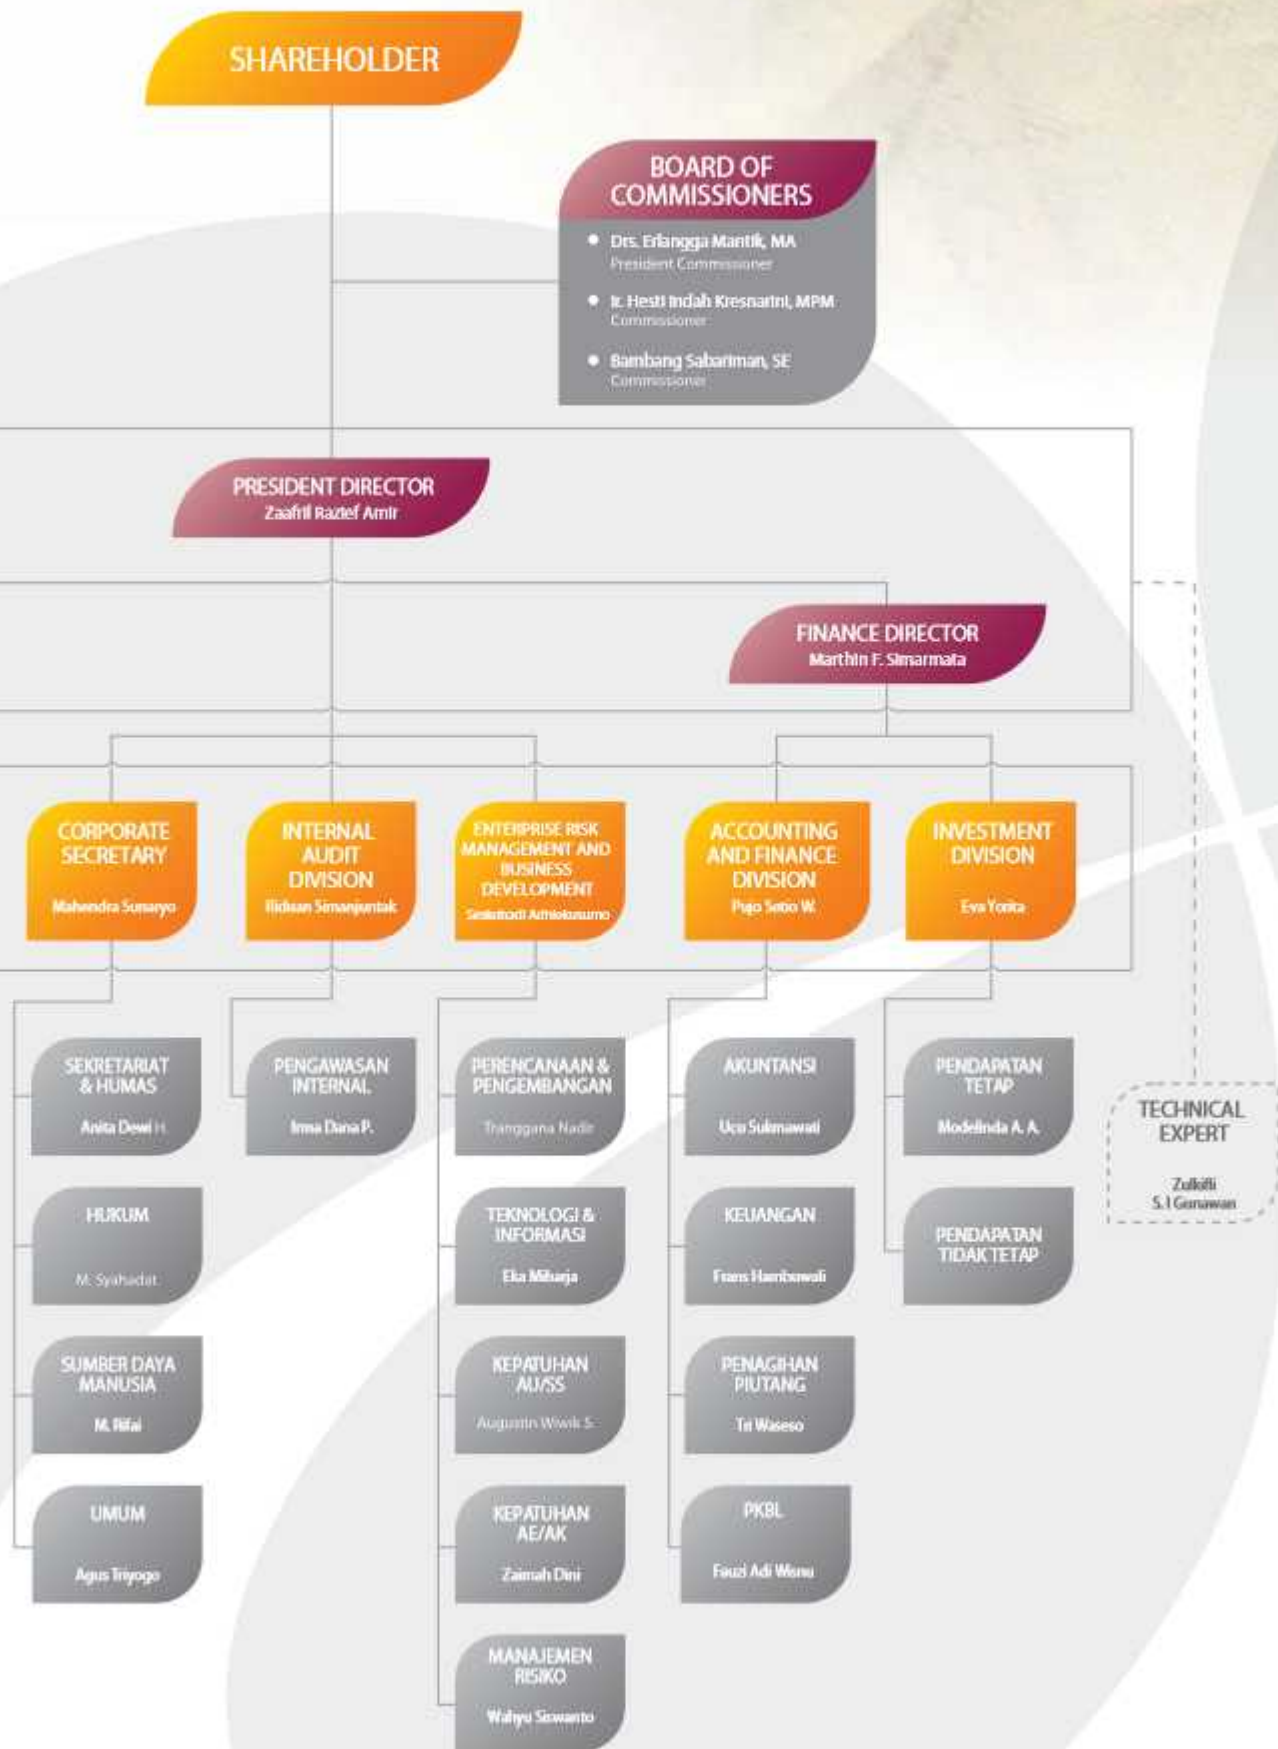 SHAREHOLDER
BOARD OF
COMMISSIONERS
Drs. Erlangga Mantik, MA
President Commissioner
Ir. Hesti Indah Kresnarini, MPM
Commissioner
Bambang Sabariman, SE
Commissioner
PRESIDENT DIRECTOR
Zaafril Razief Amir
FINANCE DIRECTOR
Marthin F. Simarmata
CORPORATE
SECRETARY
Mahendra Sunaryo
INTERNAL
AUDIT
DIVISION
Riduan Simanjuntak
ENTERPRISE RISK
MANAGEMENT AND
BUSINESS
DEVELOPMENT
ACCOUNTING
AND FINANCE
DIVISION
Pujo Setio W.
INVESTMENT
DIVISION
Eva Yorita
SEKRETARIAT
& HUMAS
Anita Dewi H.
PENGAWASAN
INTERNAL
Irma Dana P.
PERENCANAAN &
PENGEMBANGAN
Tranggana Nadir
AKUNTANSI
Ucu Sukmawati
PENDAPATAN
TETAP
Modelinda A. A.
TECHNICAL
EXPERT
Zulkifli
S. I Gunawan
HUKUM
M. Syahadat
TEKNOLOGI &
INFORMASI
Eka Miharja
KEUANGAN
Frans Hambuwali
PENDAPATAN
TIDAK TETAP
SUMBER DAYA
MANUSIA
M. Rifai
KEPATUHAN
AU/SS
Augustin Wiwik S.
PENAGIHAN
PIUTANG
Tri Waseso
UMUM
Agus Triyogo
KEPATUHAN
AE/AK
Zaimah Dini
PKBL
Fauzi Adi Wisnu
MANAJEMEN
RISIKO
Wahyu Siswanto